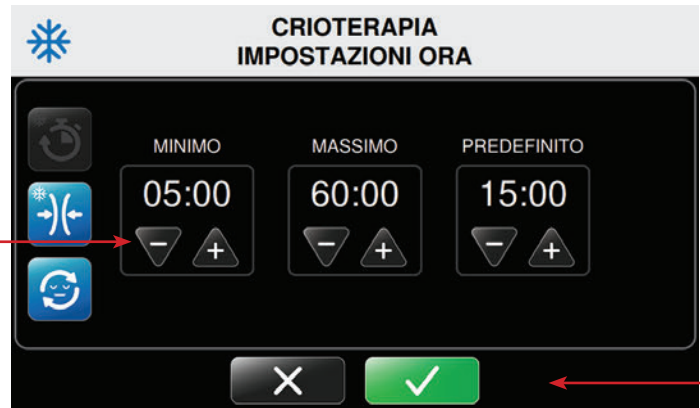 CRIOTERAPIA
IMPOSTAZIONI ORA
MINIMO MASSIMO PREDEFINITO
05:00 60:00 15:00